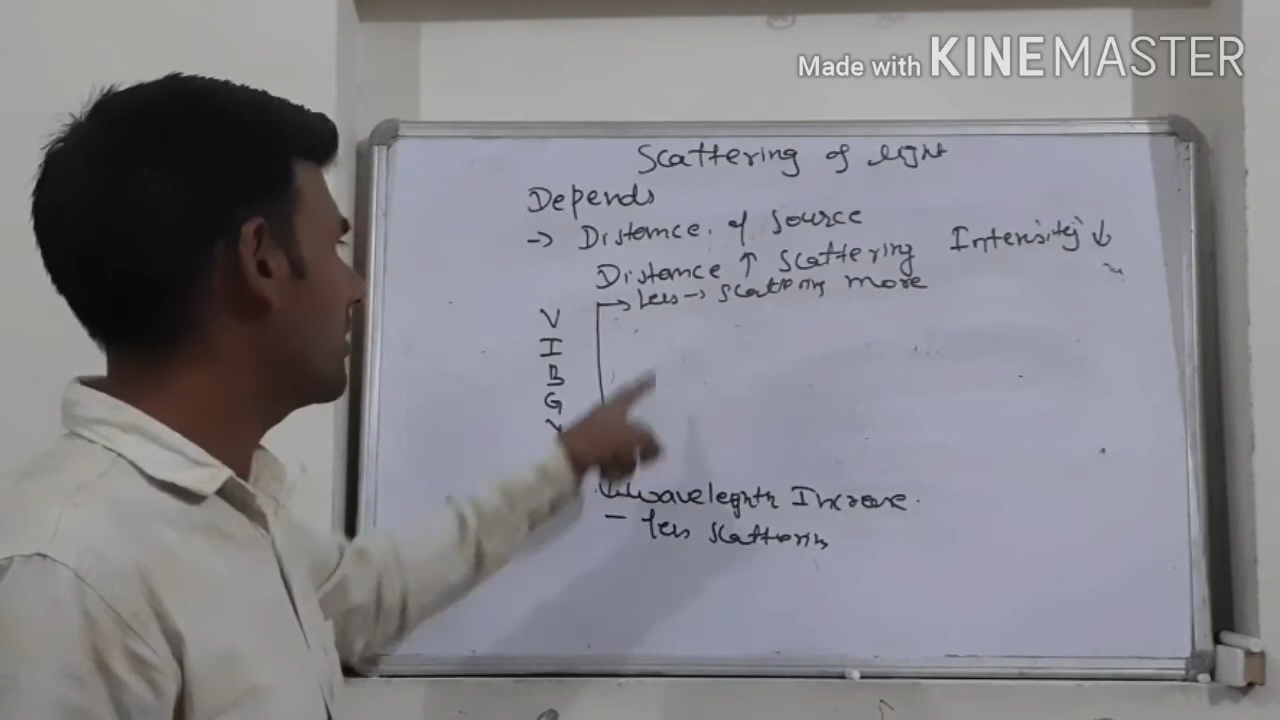 Made with KINEMASTER
Scattering of light
Depends
→ Distance of source
Distance ↑ scattering Intensity ↓
→ Less → scattering more
V
I
B
G
Y
↓ wavelength Increase.
– less scattering